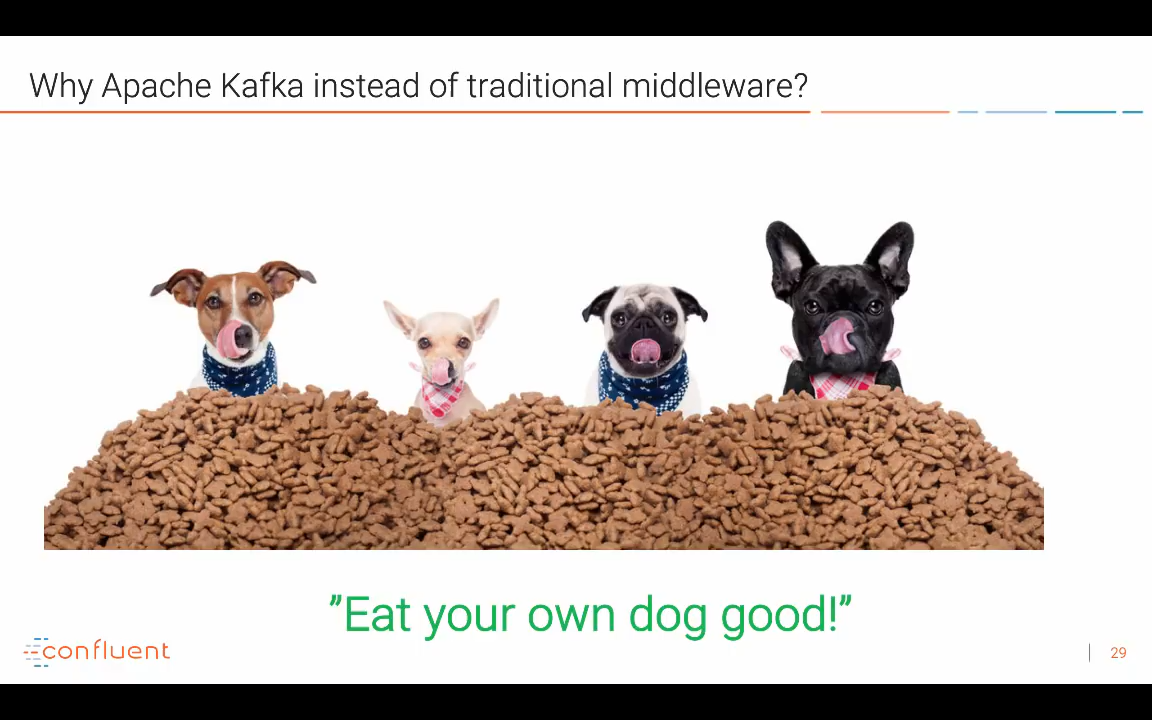 Why Apache Kafka instead of traditional middleware?
”Eat your own dog good!”
confluent
29